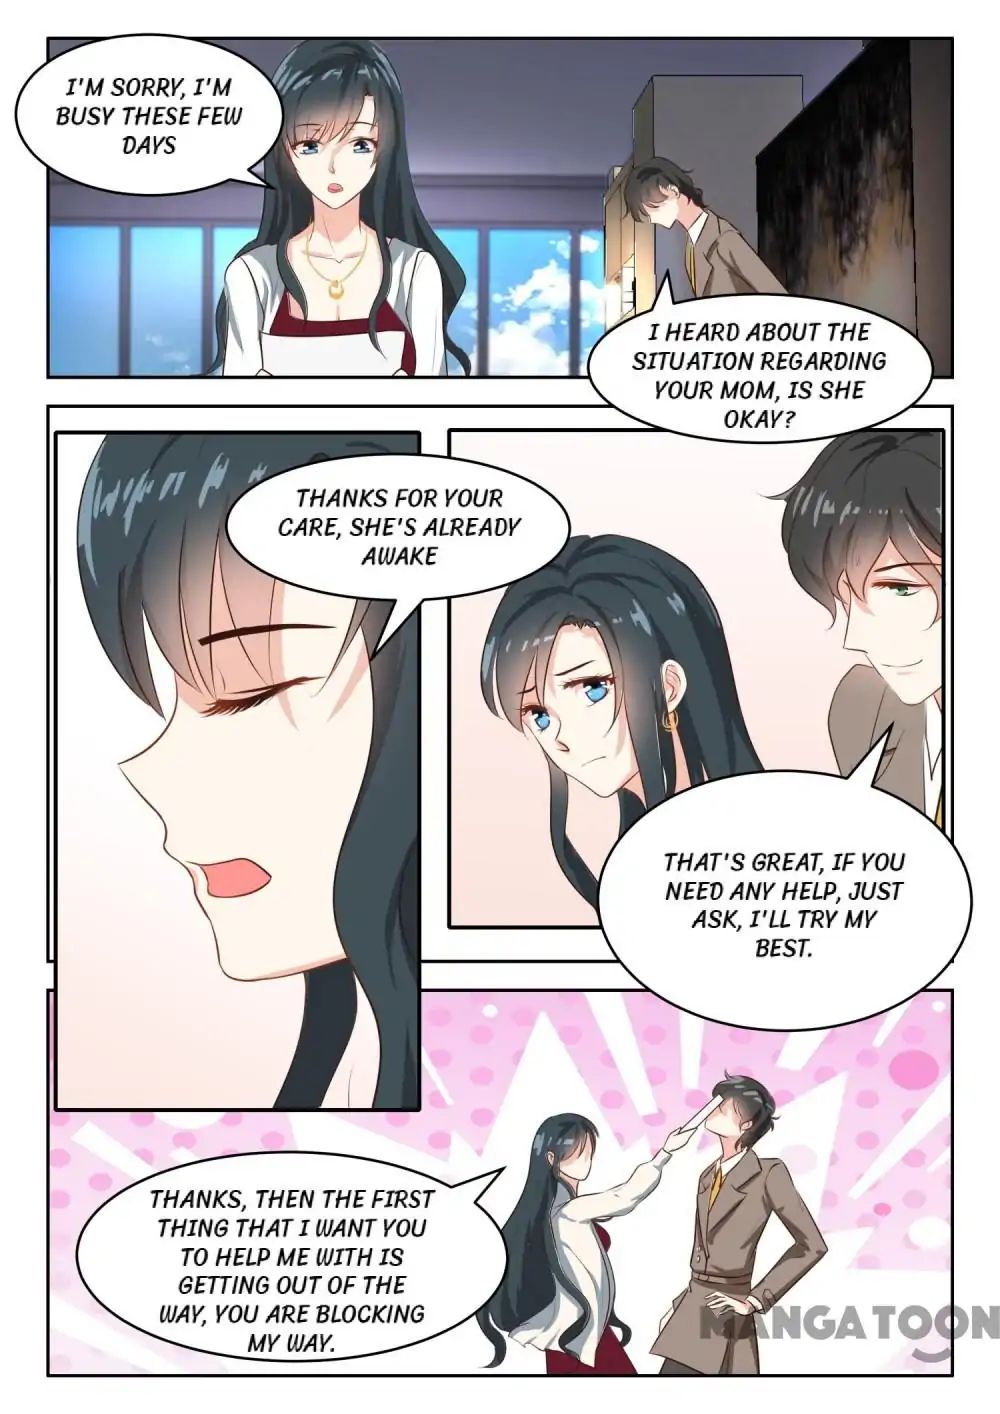 I'M SORRY, I'M
BUSY THESE FEW
DAYS
I HEARD ABOUT THE
SITUATION REGARDING
YOUR MOM, IS SHE
OKAY?
THANKS FOR YOUR
CARE, SHE'S ALREADY
AWAKE
THAT'S GREAT, IF YOU
NEED ANY HELP, JUST
ASK, I'LL TRY MY
BEST.
THANKS, THEN THE FIRST
THING THAT I WANT YOU
TO HELP ME WITH IS
GETTING OUT OF THE
WAY, YOU ARE BLOCKING
MY WAY.
MANGATOON